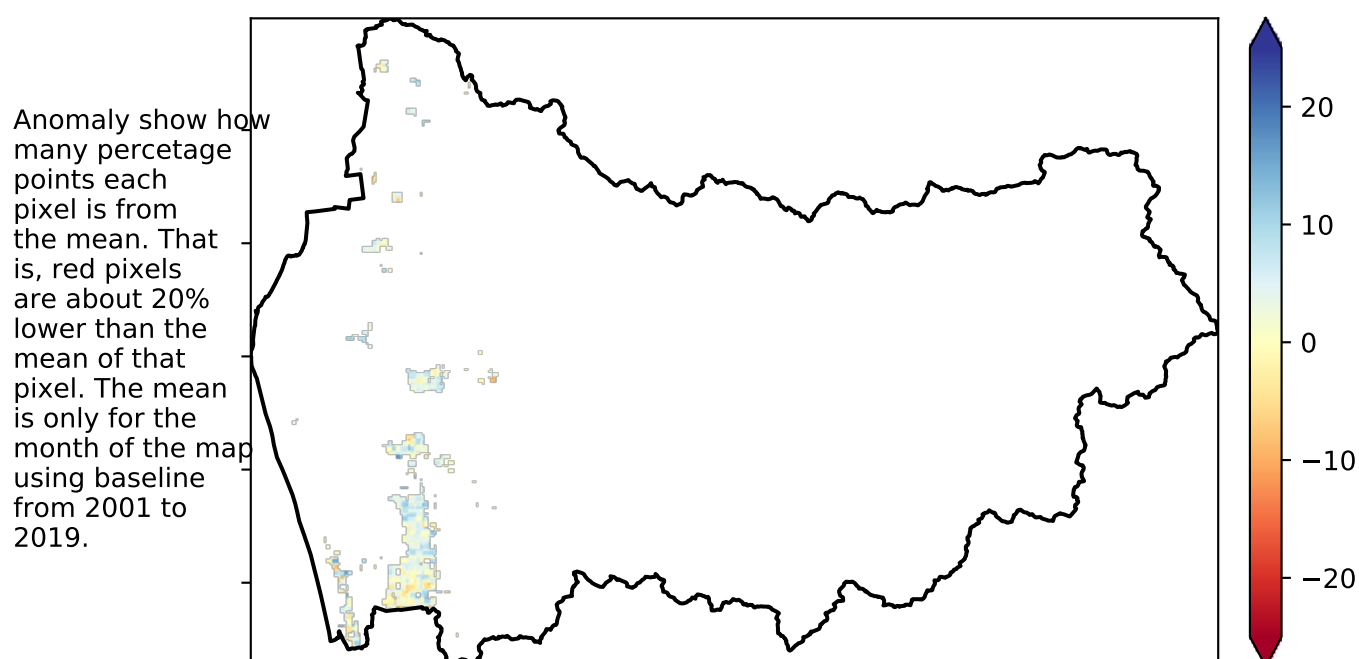 Anomaly show how
many percetage
points each
pixel is from
the mean. That
is, red pixels
are about 20%
lower than the
mean of that
pixel. The mean
is only for the
month of the map
using baseline
from 2001 to
2019.
20
10
0
−10
−20